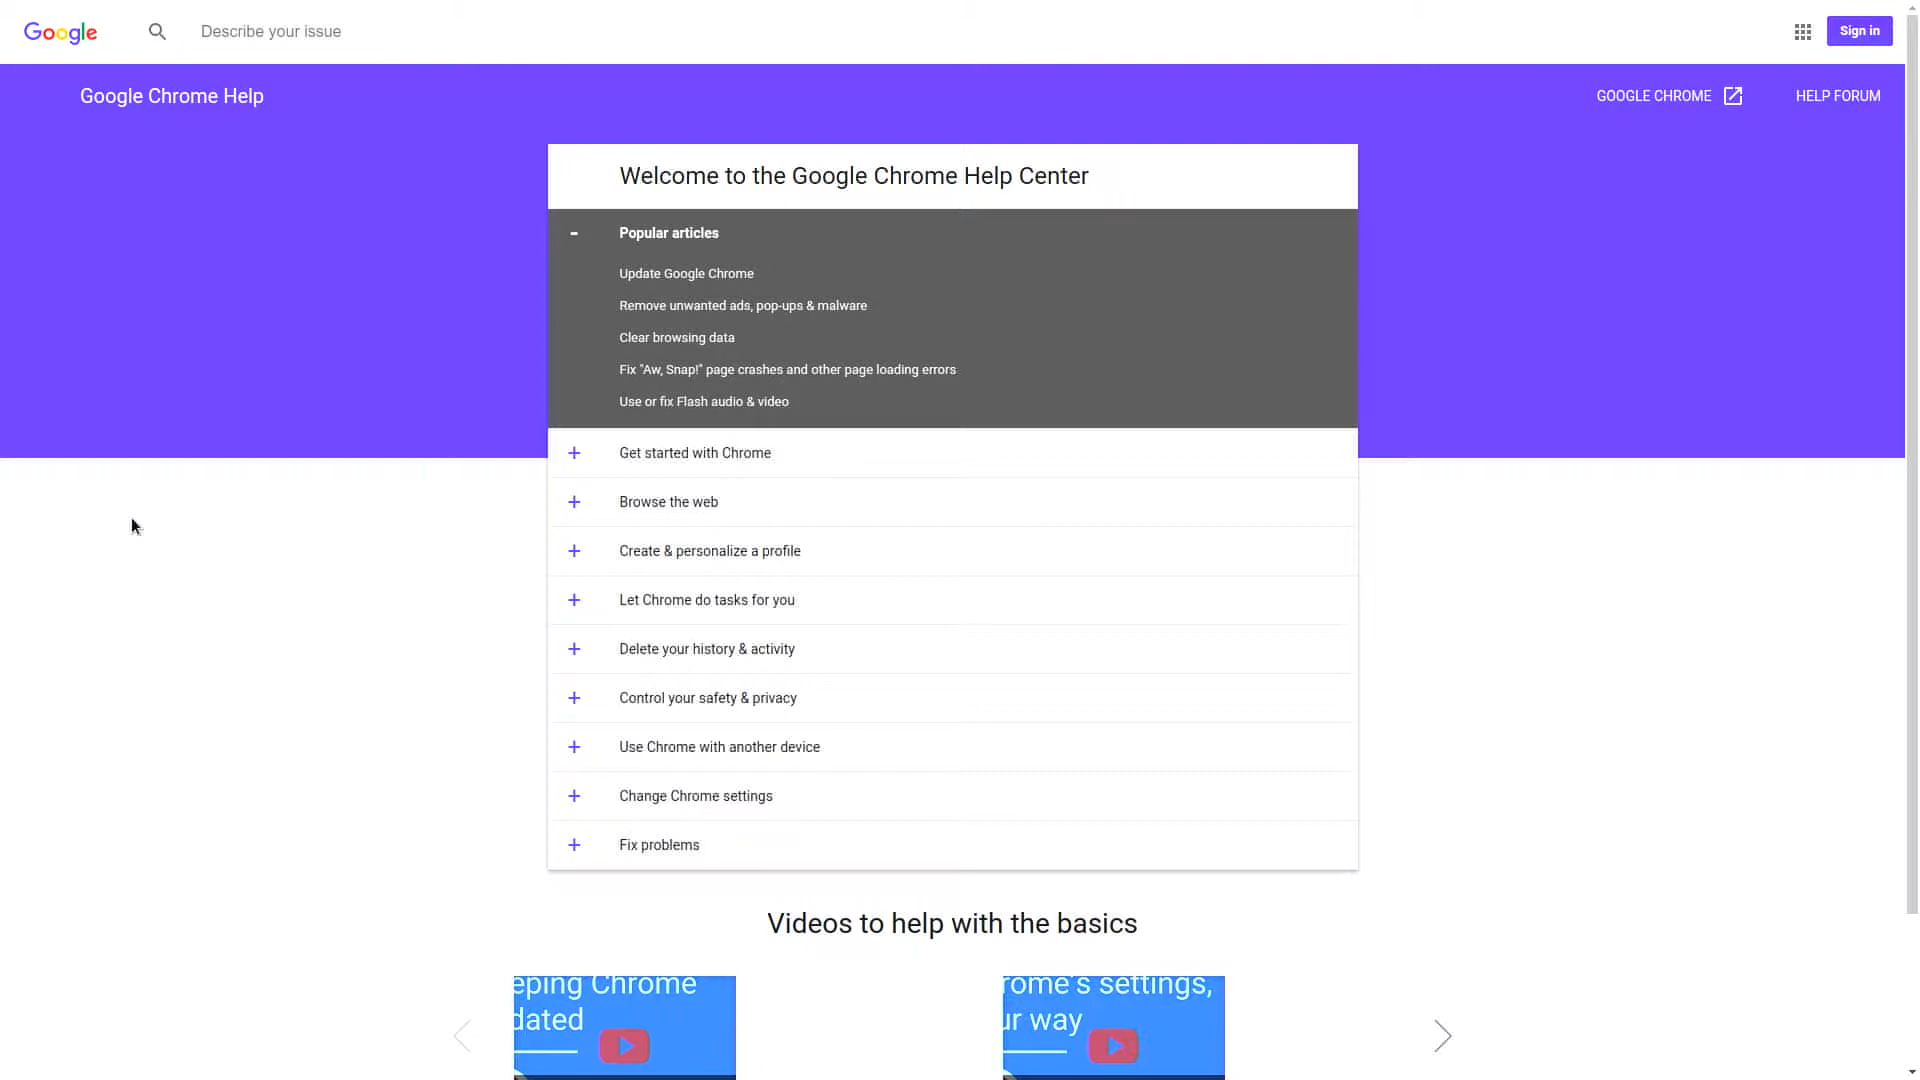 Google
Describe your issue
Sign in
Google Chrome Help
GOOGLE CHROME
HELP FORUM
Welcome to the Google Chrome Help Center
Popular articles
Update Google Chrome
Remove unwanted ads, pop-ups & malware
Clear browsing data
Fix "Aw, Snap!" page crashes and other page loading errors
Use or fix Flash audio & video
Get started with Chrome
Browse the web
Create & personalize a profile
Let Chrome do tasks for you
Delete your history & activity
Control your safety & privacy
Use Chrome with another device
Change Chrome settings
Fix problems
Videos to help with the basics
eping Chrome
dated
rome's settings,
ur way